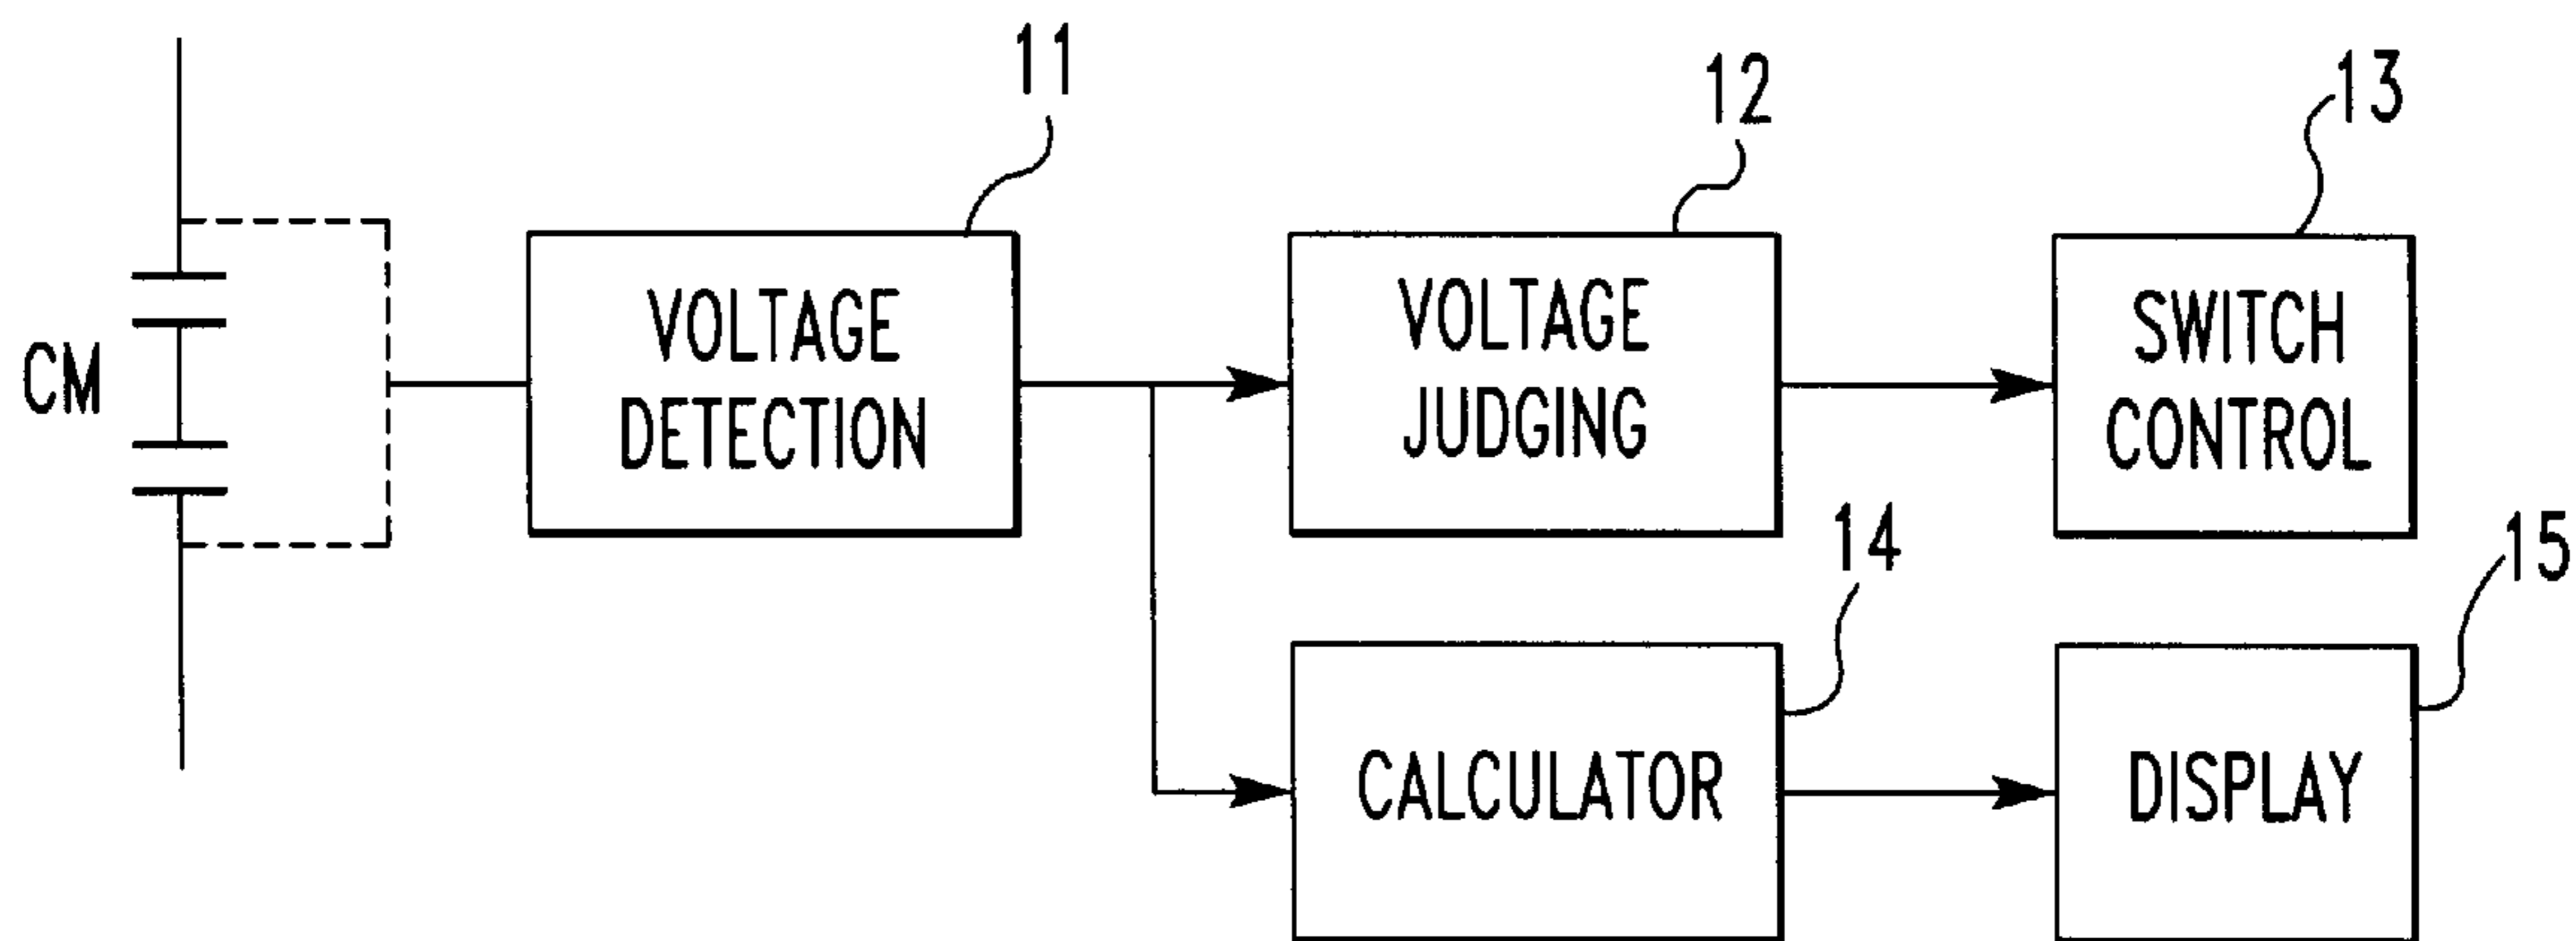 11
12
13
CM
VOLTAGE
DETECTION
VOLTAGE
JUDGING
SWITCH
CONTROL
14
15
CALCULATOR
DISPLAY